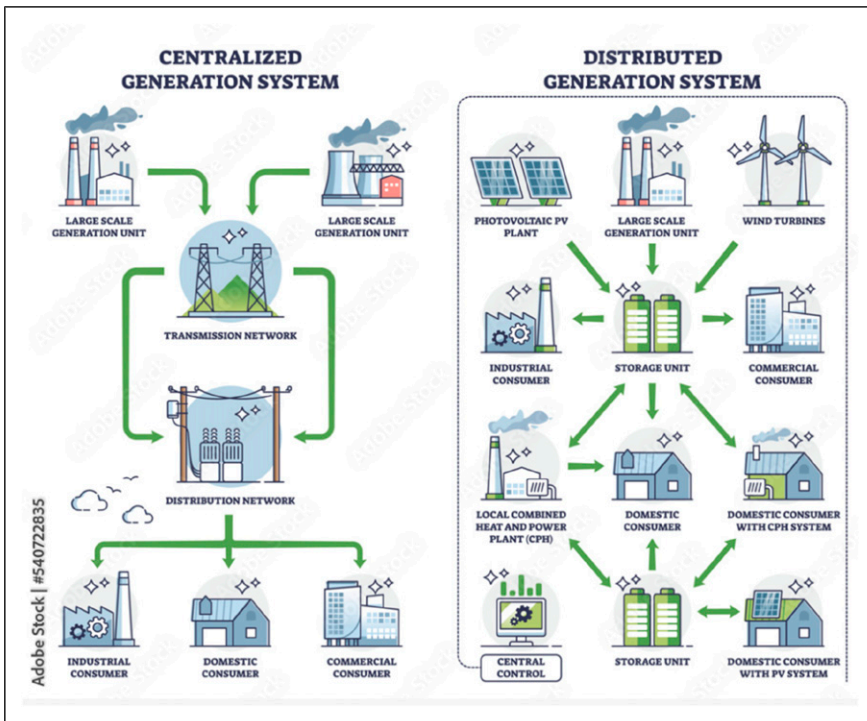 CENTRALIZED
GENERATION SYSTEM
LARGE SCALE
GENERATION UNIT
LARGE SCALE
GENERATION UNIT
TRANSMISSION NETWORK
DISTRIBUTION NETWORK
INDUSTRIAL
CONSUMER
DOMESTIC
CONSUMER
COMMERCIAL
CONSUMER
DISTRIBUTED
GENERATION SYSTEM
PHOTOVOLTAIC PV
PLANT
LARGE SCALE
GENERATION UNIT
WIND TURBINES
INDUSTRIAL
CONSUMER
STORAGE UNIT
COMMERCIAL
CONSUMER
LOCAL COMBINED
HEAT AND POWER
PLANT (CPH)
DOMESTIC
CONSUMER
DOMESTIC CONSUMER
WITH CPH SYSTEM
CENTRAL
CONTROL
STORAGE UNIT
DOMESTIC CONSUMER
WITH PV SYSTEM
Adobe Stock | #540722835